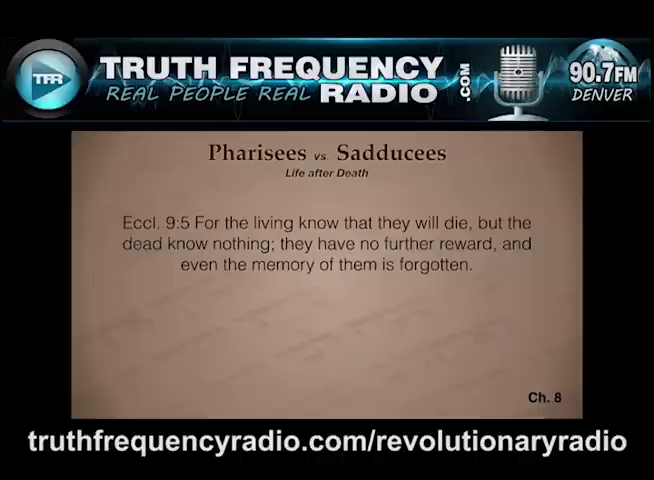 TFR
TRUTH FREQUENCY
REAL PEOPLE REAL RADIO
.COM
90.7FM
DENVER
Pharisees vs Sadducees
Life after Death
Eccl. 9:5 For the living know that they will die, but the
dead know nothing; they have no further reward, and
even the memory of them is forgotten.
Ch. 8
truthfrequencyradio.com/revolutionaryradio